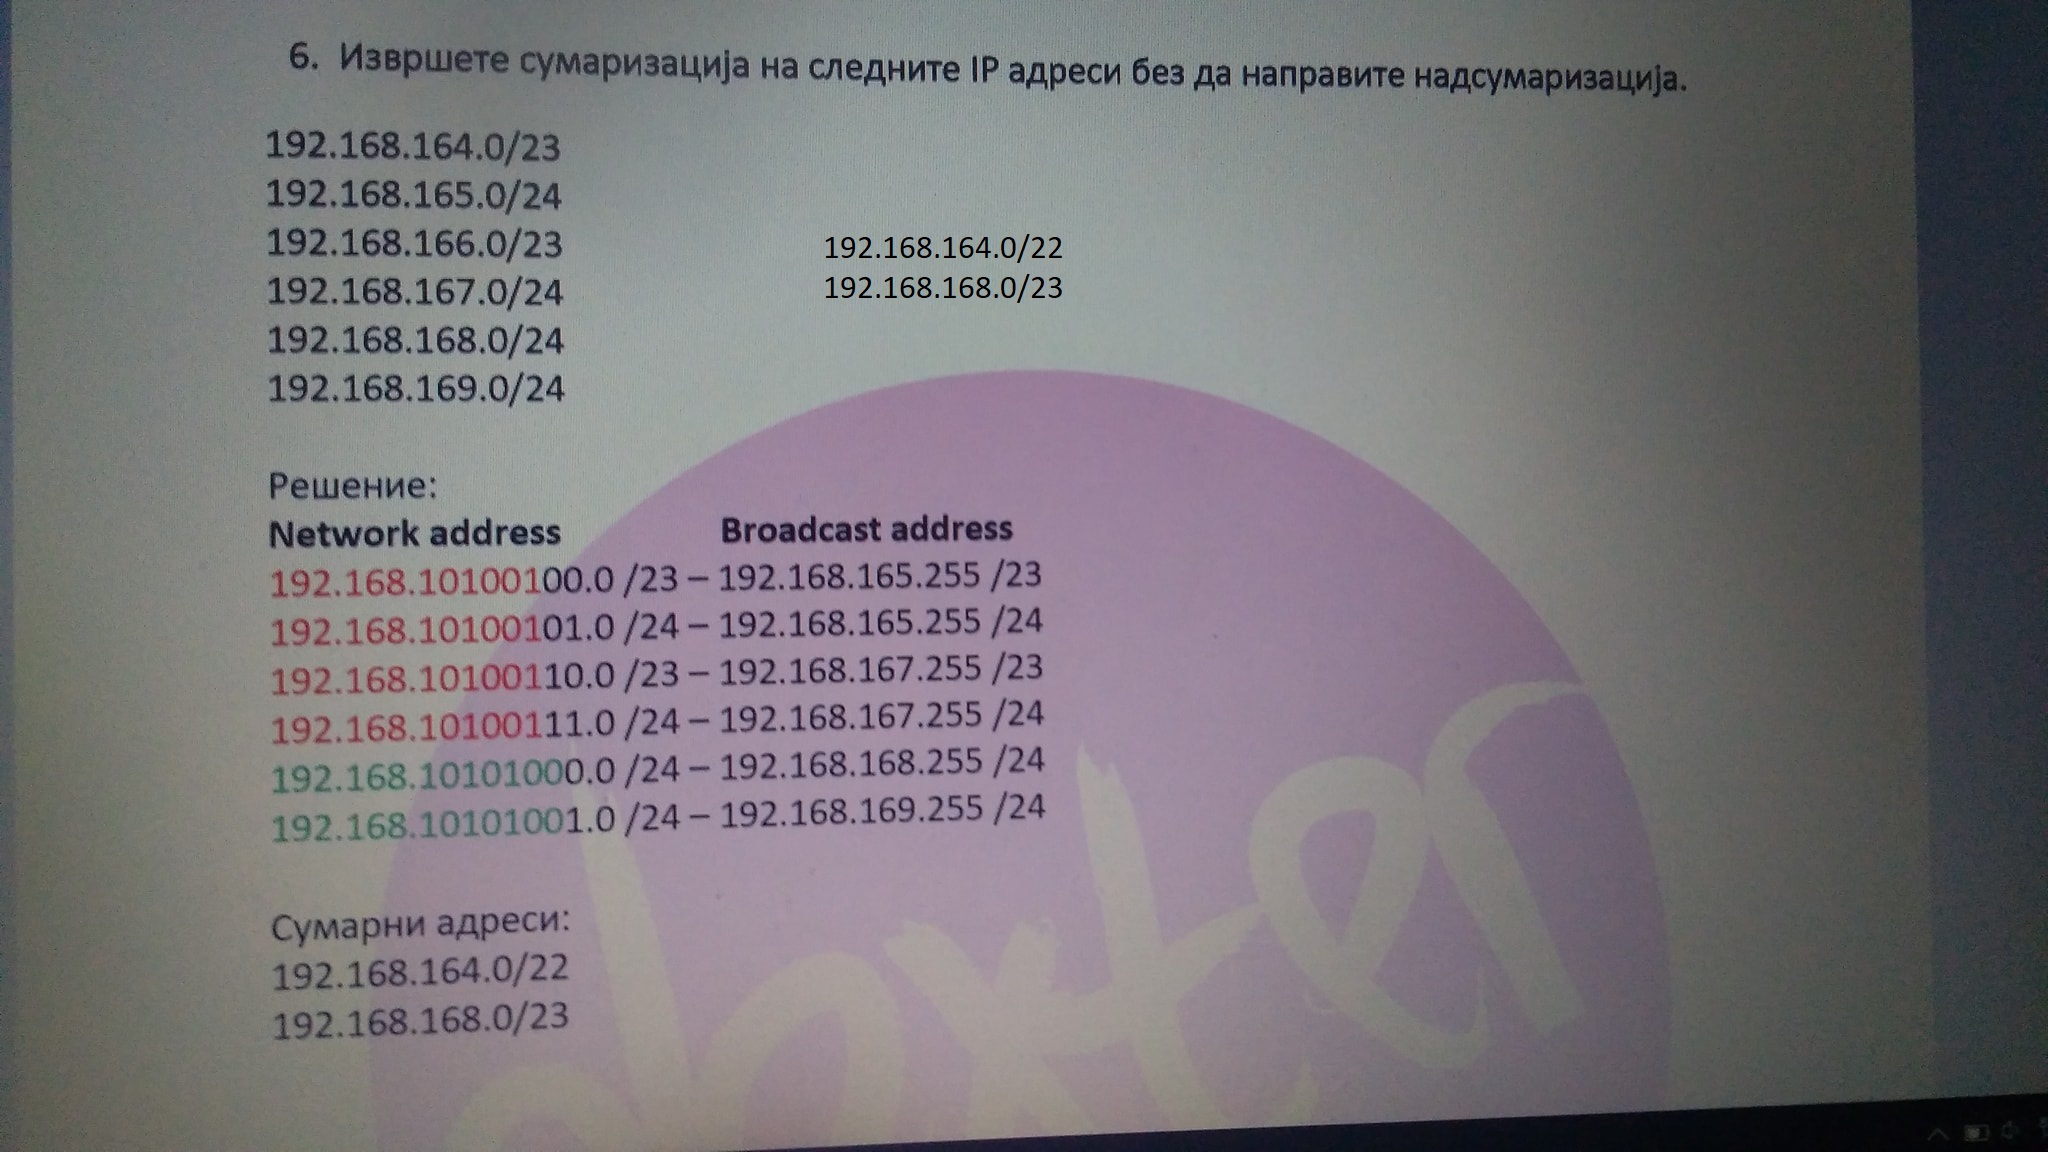 6. Извршете сумаризација на следните IP адреси без да направите надсумаризација.
192.168.164.0/23
192.168.165.0/24
192.168.166.0/23
192.168.167.0/24
192.168.168.0/24
192.168.169.0/24
192.168.164.0/22
192.168.168.0/23
Решение:
Network address Broadcast address
192.168.10100100.0 /23 – 192.168.165.255 /23
192.168.10100101.0 /24 – 192.168.165.255 /24
192.168.10100110.0 /23 – 192.168.167.255 /23
192.168.10100111.0 /24 – 192.168.167.255 /24
192.168.10101000.0 /24 – 192.168.168.255 /24
192.168.10101001.0 /24 – 192.168.169.255 /24
Сумарни адреси:
192.168.164.0/22
192.168.168.0/23